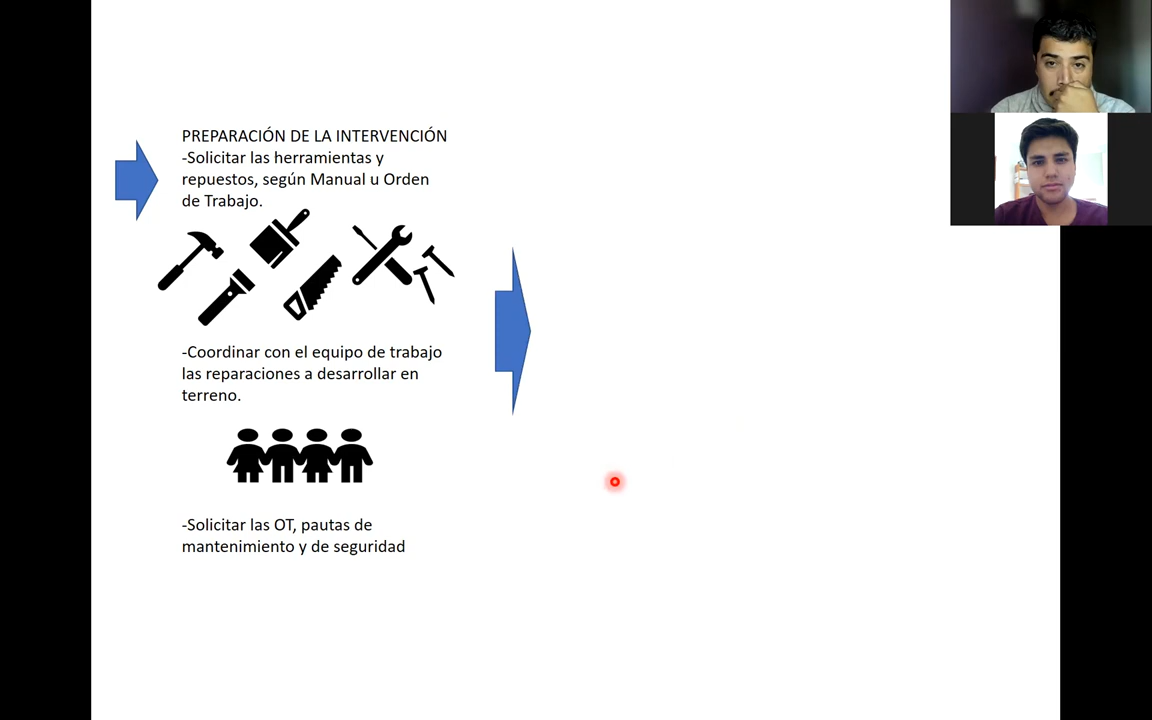 PREPARACIÓN DE LA INTERVENCIÓN
-Solicitar las herramientas y
repuestos, según Manual u Orden
de Trabajo.
-Coordinar con el equipo de trabajo
las reparaciones a desarrollar en
terreno.
-Solicitar las OT, pautas de
mantenimiento y de seguridad